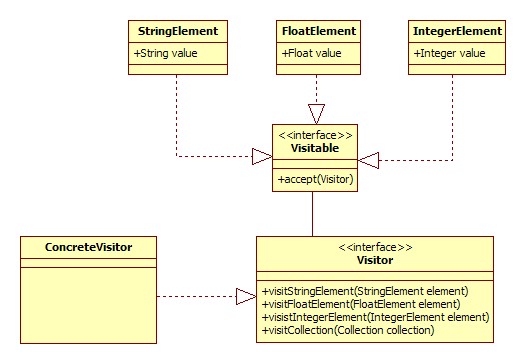 StringElement
+String value
FloatElement
+Float value
IntegerElement
+Integer value
<<interface>>
Visitable
+accept(Visitor)
ConcreteVisitor
<<interface>>
Visitor
+visitStringElement(StringElement element)
+visitFloatElement(FloatElement element)
+visistIntegerElement(IntegerElement element)
+visitCollection(Collection collection)